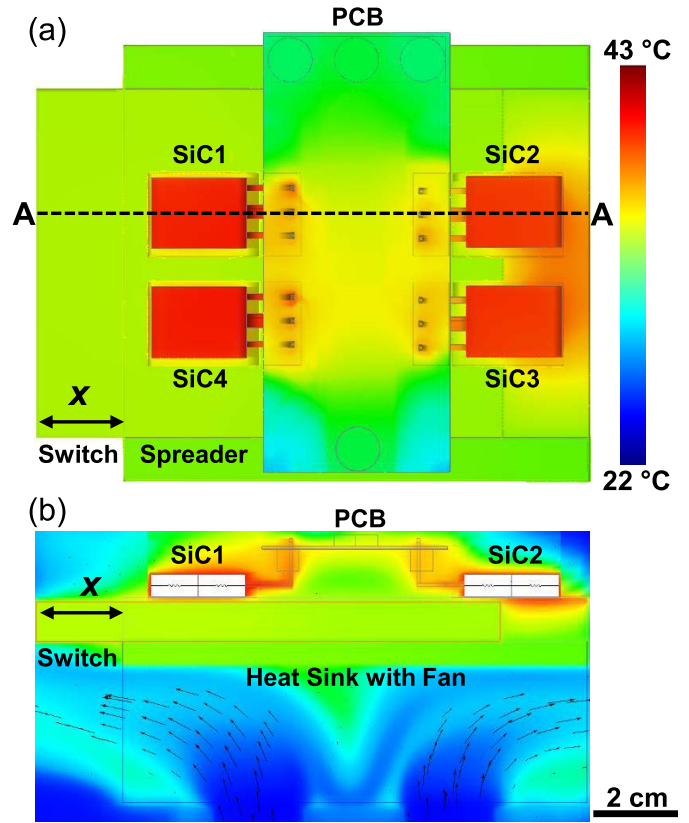 (a)
PCB
43 °C
SiC1
SiC2
A
A
SiC4
SiC3
x
Switch
Spreader
22 °C
(b)
PCB
SiC1
SiC2
x
Switch
Heat Sink with Fan
2 cm